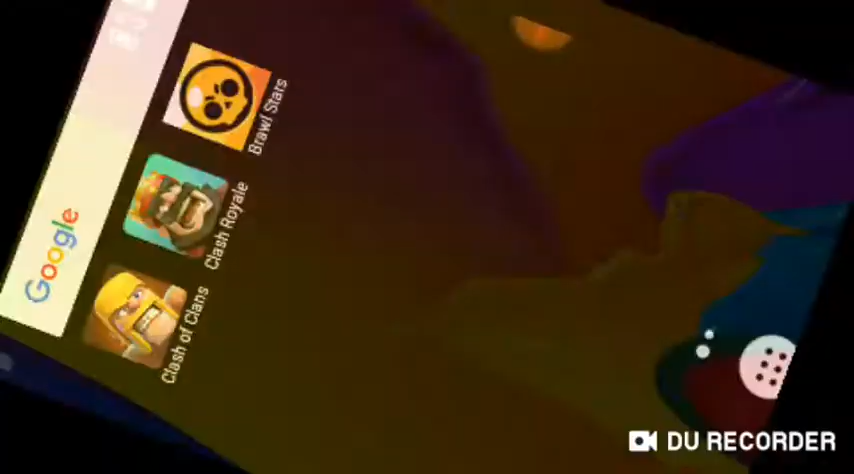 Google
Clash of Clans
Clash Royale
Brawl Stars
DU RECORDER